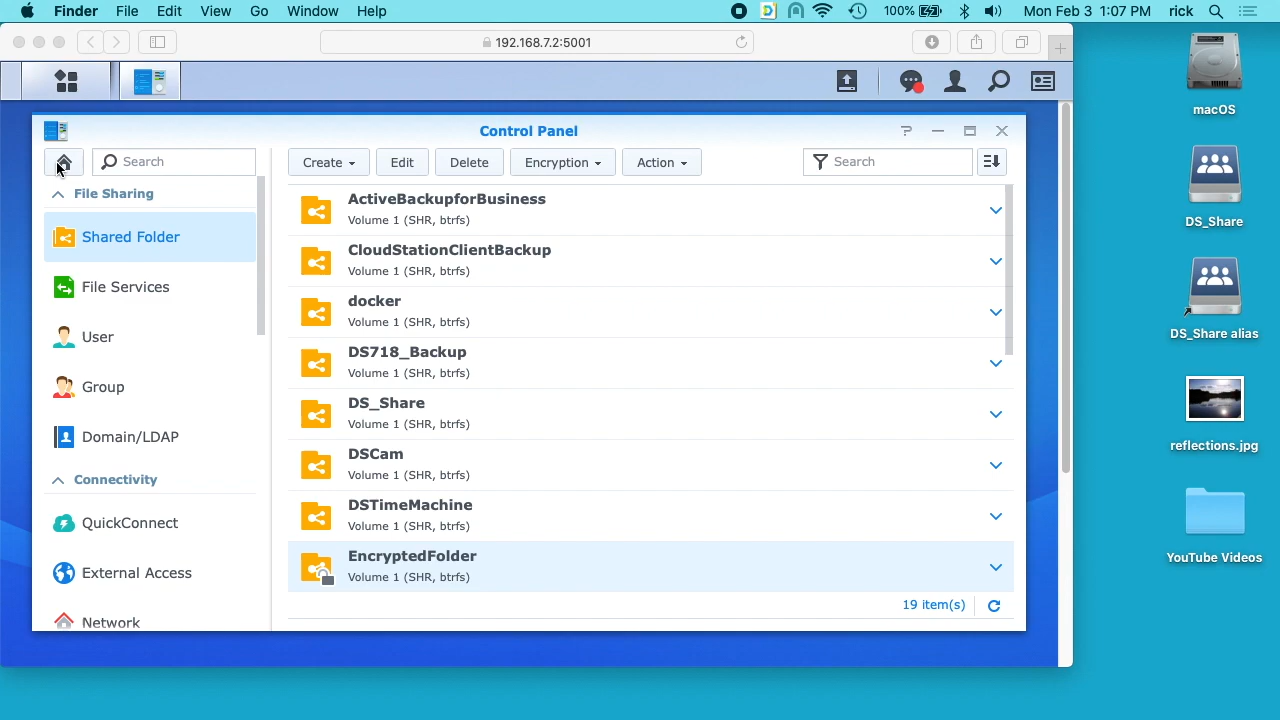 Finder File Edit View Go Window Help 100% Mon Feb 3 1:07 PM rick
192.168.7.2:5001
Control Panel
Search
Create Edit Delete Encryption Action Search
File Sharing
Shared Folder
File Services
User
Group
Domain/LDAP
Connectivity
QuickConnect
External Access
Network
ActiveBackupforBusiness
Volume 1 (SHR, btrfs)
CloudStationClientBackup
Volume 1 (SHR, btrfs)
docker
Volume 1 (SHR, btrfs)
DS718_Backup
Volume 1 (SHR, btrfs)
DS_Share
Volume 1 (SHR, btrfs)
DSCam
Volume 1 (SHR, btrfs)
DSTimeMachine
Volume 1 (SHR, btrfs)
EncryptedFolder
Volume 1 (SHR, btrfs)
19 item(s)
macOS
DS_Share
DS_Share alias
reflections.jpg
YouTube Videos